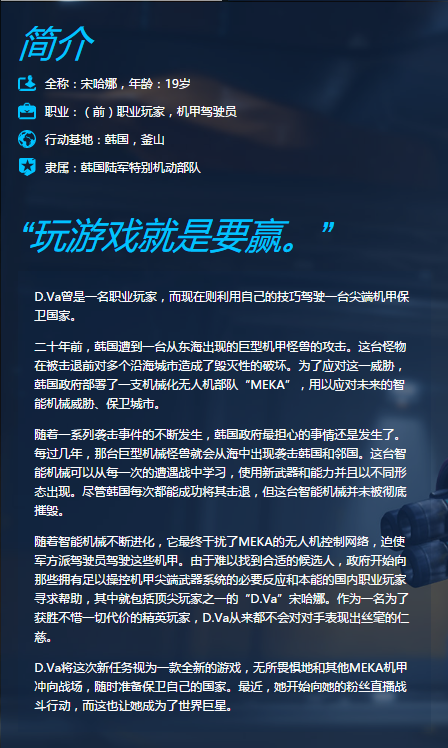 简介
全称：宋哈娜，年龄：19岁
职业：（前）职业玩家，机甲驾驶员
行动基地：韩国，釜山
隶属：韩国陆军特别机动部队
“玩游戏就是要赢。”
D.Va曾是一名职业玩家，而现在则利用自己的技巧驾驶一台尖端机甲保
卫国家。
二十年前，韩国遭到一台从东海出现的巨型机甲怪兽的攻击。这台怪物
在被击退前对多个沿海城市造成了毁灭性的破坏。为了应对这一威胁，
韩国政府部署了一支机械化无人机部队“MEKA”，用以应对未来的智
能机械威胁、保卫城市。
随着一系列袭击事件的不断发生，韩国政府最担心的事情还是发生了。
每过几年，那台巨型机械怪兽就会从海中出现袭击韩国和邻国。这台智
能机械可以从每一次的遭遇战中学习，使用新武器和能力并且以不同形
态出现。尽管韩国每次都能成功将其击退，但这台智能机械并未被彻底
摧毁。
随着智能机械不断进化，它最终干扰了MEKA的无人机控制网络，迫使
军方派驾驶员驾驶这些机甲。由于难以找到合适的候选人，政府开始向
那些拥有足以操控机甲尖端武器系统的必要反应和本能的国内职业玩家
寻求帮助，其中就包括顶尖玩家之一的“D.Va”宋哈娜。作为一名为了
获胜不惜一切代价的精英玩家，D.Va从来都不会对对手表现出丝毫的仁
慈。
D.Va将这次新任务视为一款全新的游戏，无所畏惧地和其他MEKA机甲
冲向战场，随时准备保卫自己的国家。最近，她开始向她的粉丝直播战
斗行动，而这也让她成为了世界巨星。